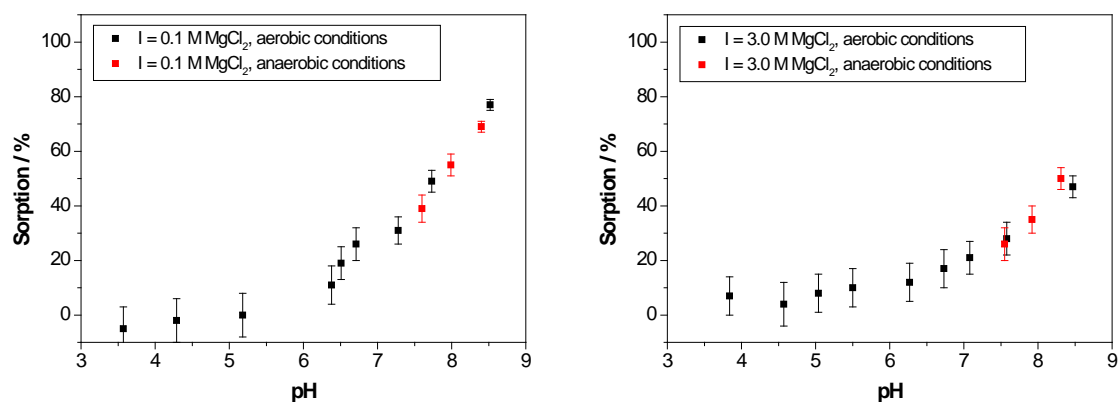 I = 0.1 M MgCl₂, aerobic conditions
I = 0.1 M MgCl₂, anaerobic conditions
100
80
60
40
20
0
Sorption / %
3 4 5 6 7 8 9
pH
I = 3.0 M MgCl₂, aerobic conditions
I = 3.0 M MgCl₂, anaerobic conditions
100
80
60
40
20
0
Sorption / %
3 4 5 6 7 8 9
pH